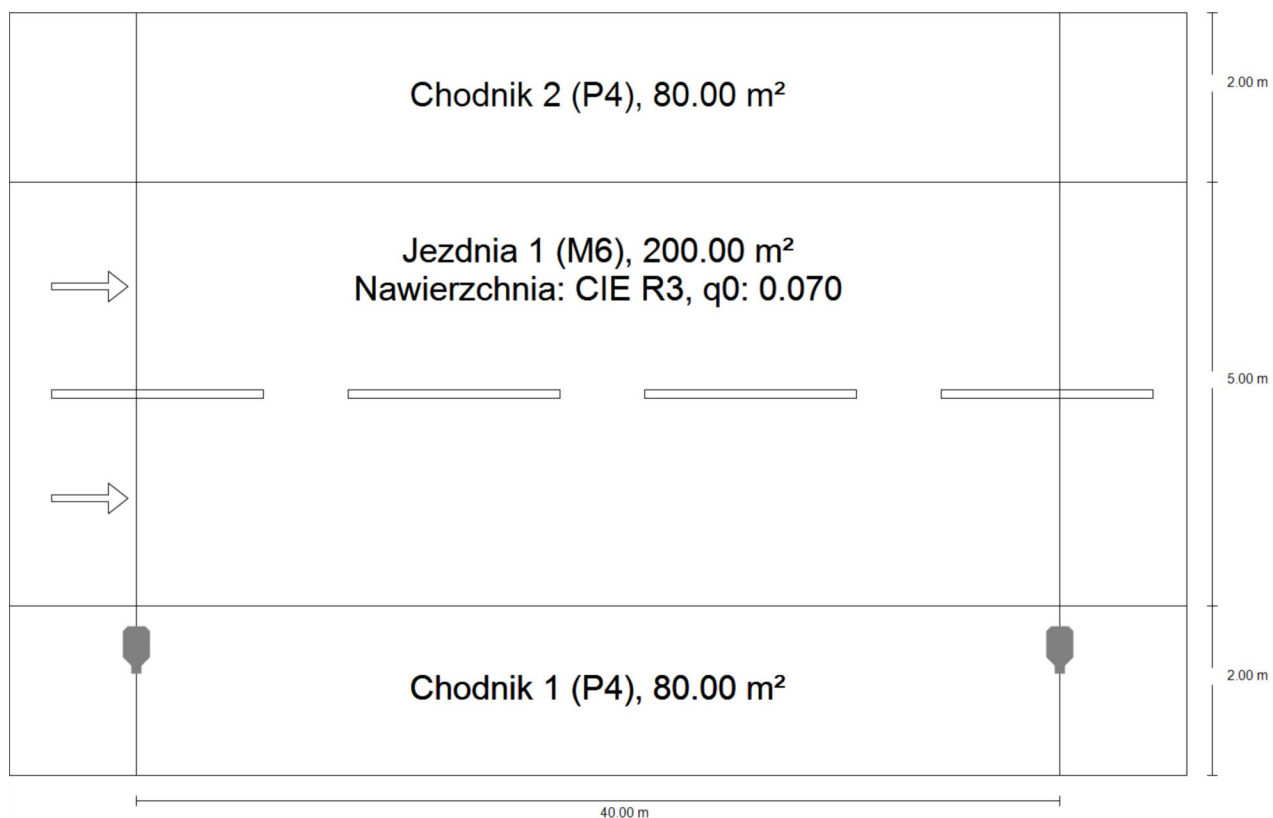 Chodnik 2 (P4), 80.00 m²
2.00 m
Jezdnia 1 (M6), 200.00 m²
Nawierzchnia: CIE R3, q0: 0.070
5.00 m
Chodnik 1 (P4), 80.00 m²
2.00 m
40.00 m